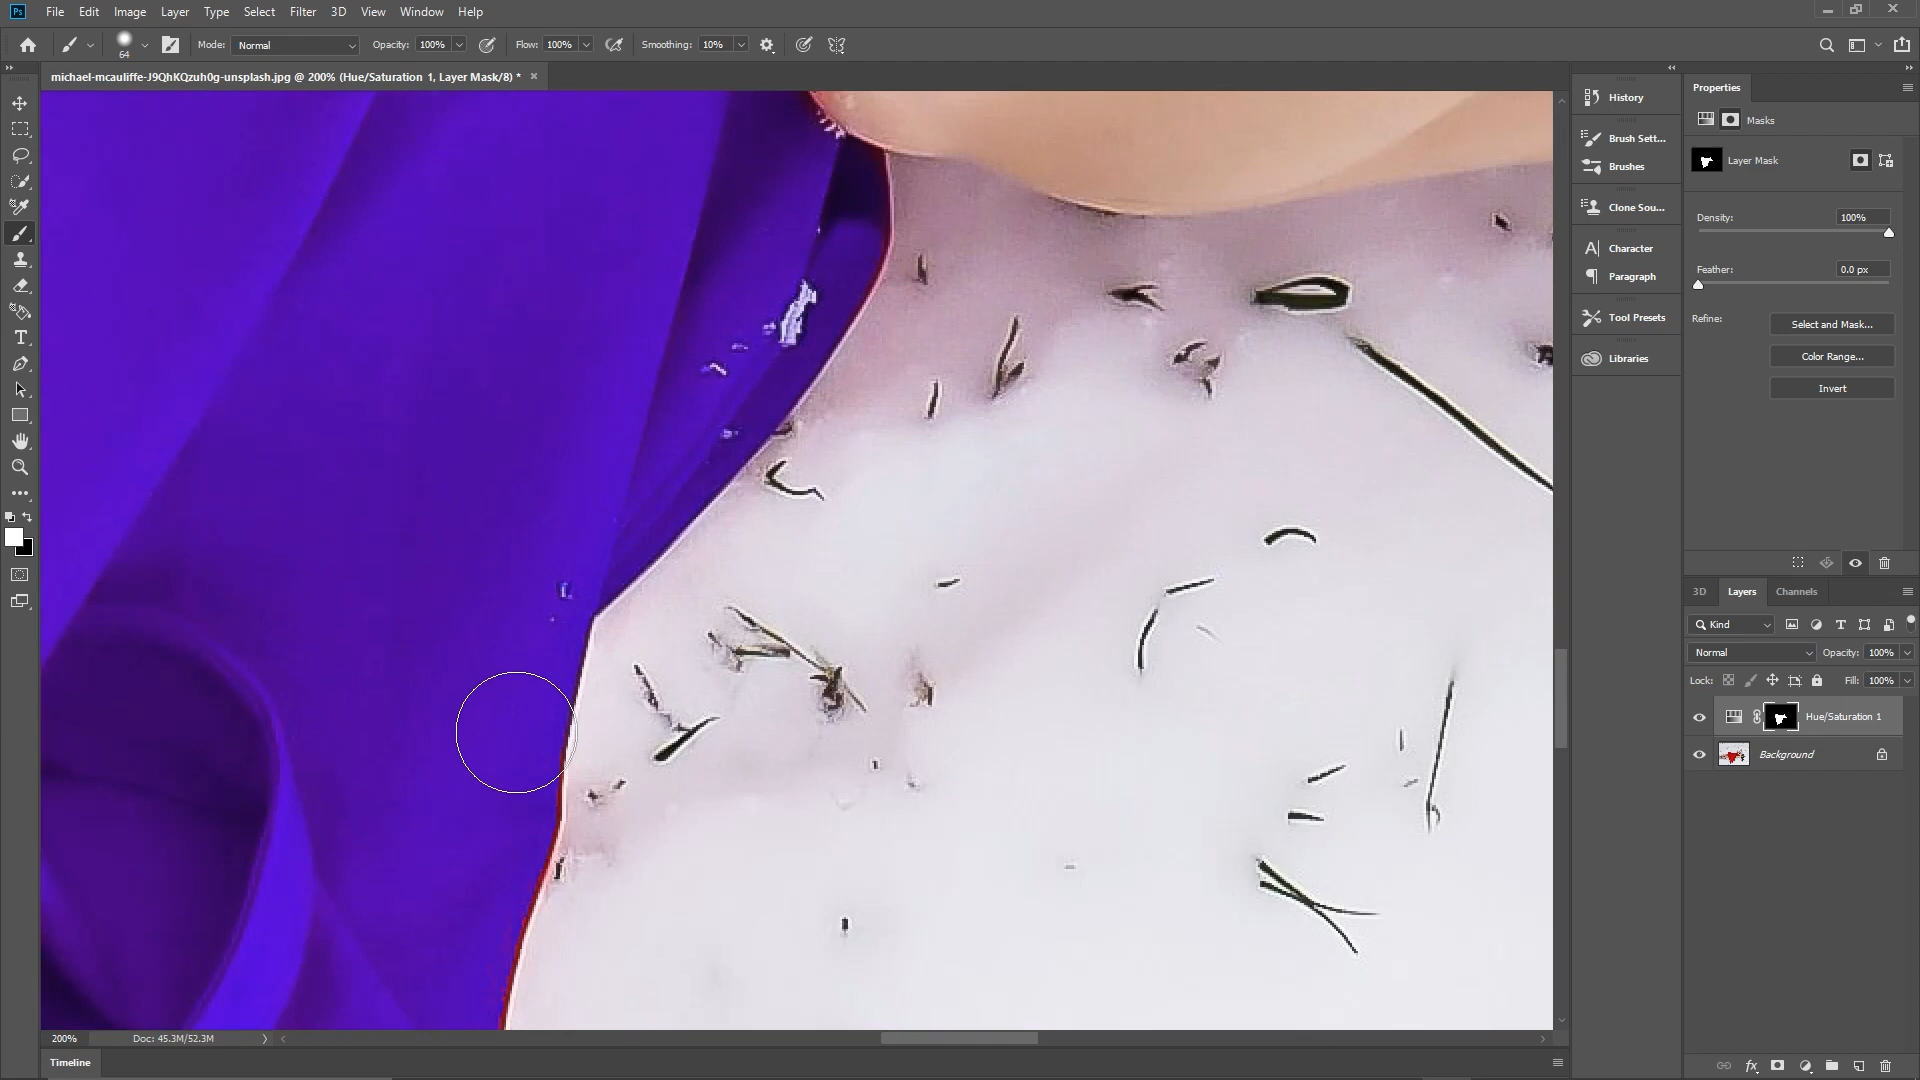 Ps File Edit Image Layer Type Select Filter 3D View Window Help
64 Mode: Normal Opacity: 100% Flow: 100% Smoothing: 10%
michael-mcauliffe-J9QhKQzuh0g-unsplash.jpg @ 200% (Hue/Saturation 1, Layer Mask/8) *
History
Brush Sett...
Brushes
Clone Sou...
Character
Paragraph
Tool Presets
Libraries
Properties
Masks
Layer Mask
Density: 100%
Feather: 0.0 px
Refine: Select and Mask...
Color Range...
Invert
3D Layers Channels
Kind
Normal Opacity: 100%
Lock: Fill: 100%
Hue/Saturation 1
Background
200% Doc: 45.3M/52.3M
Timeline